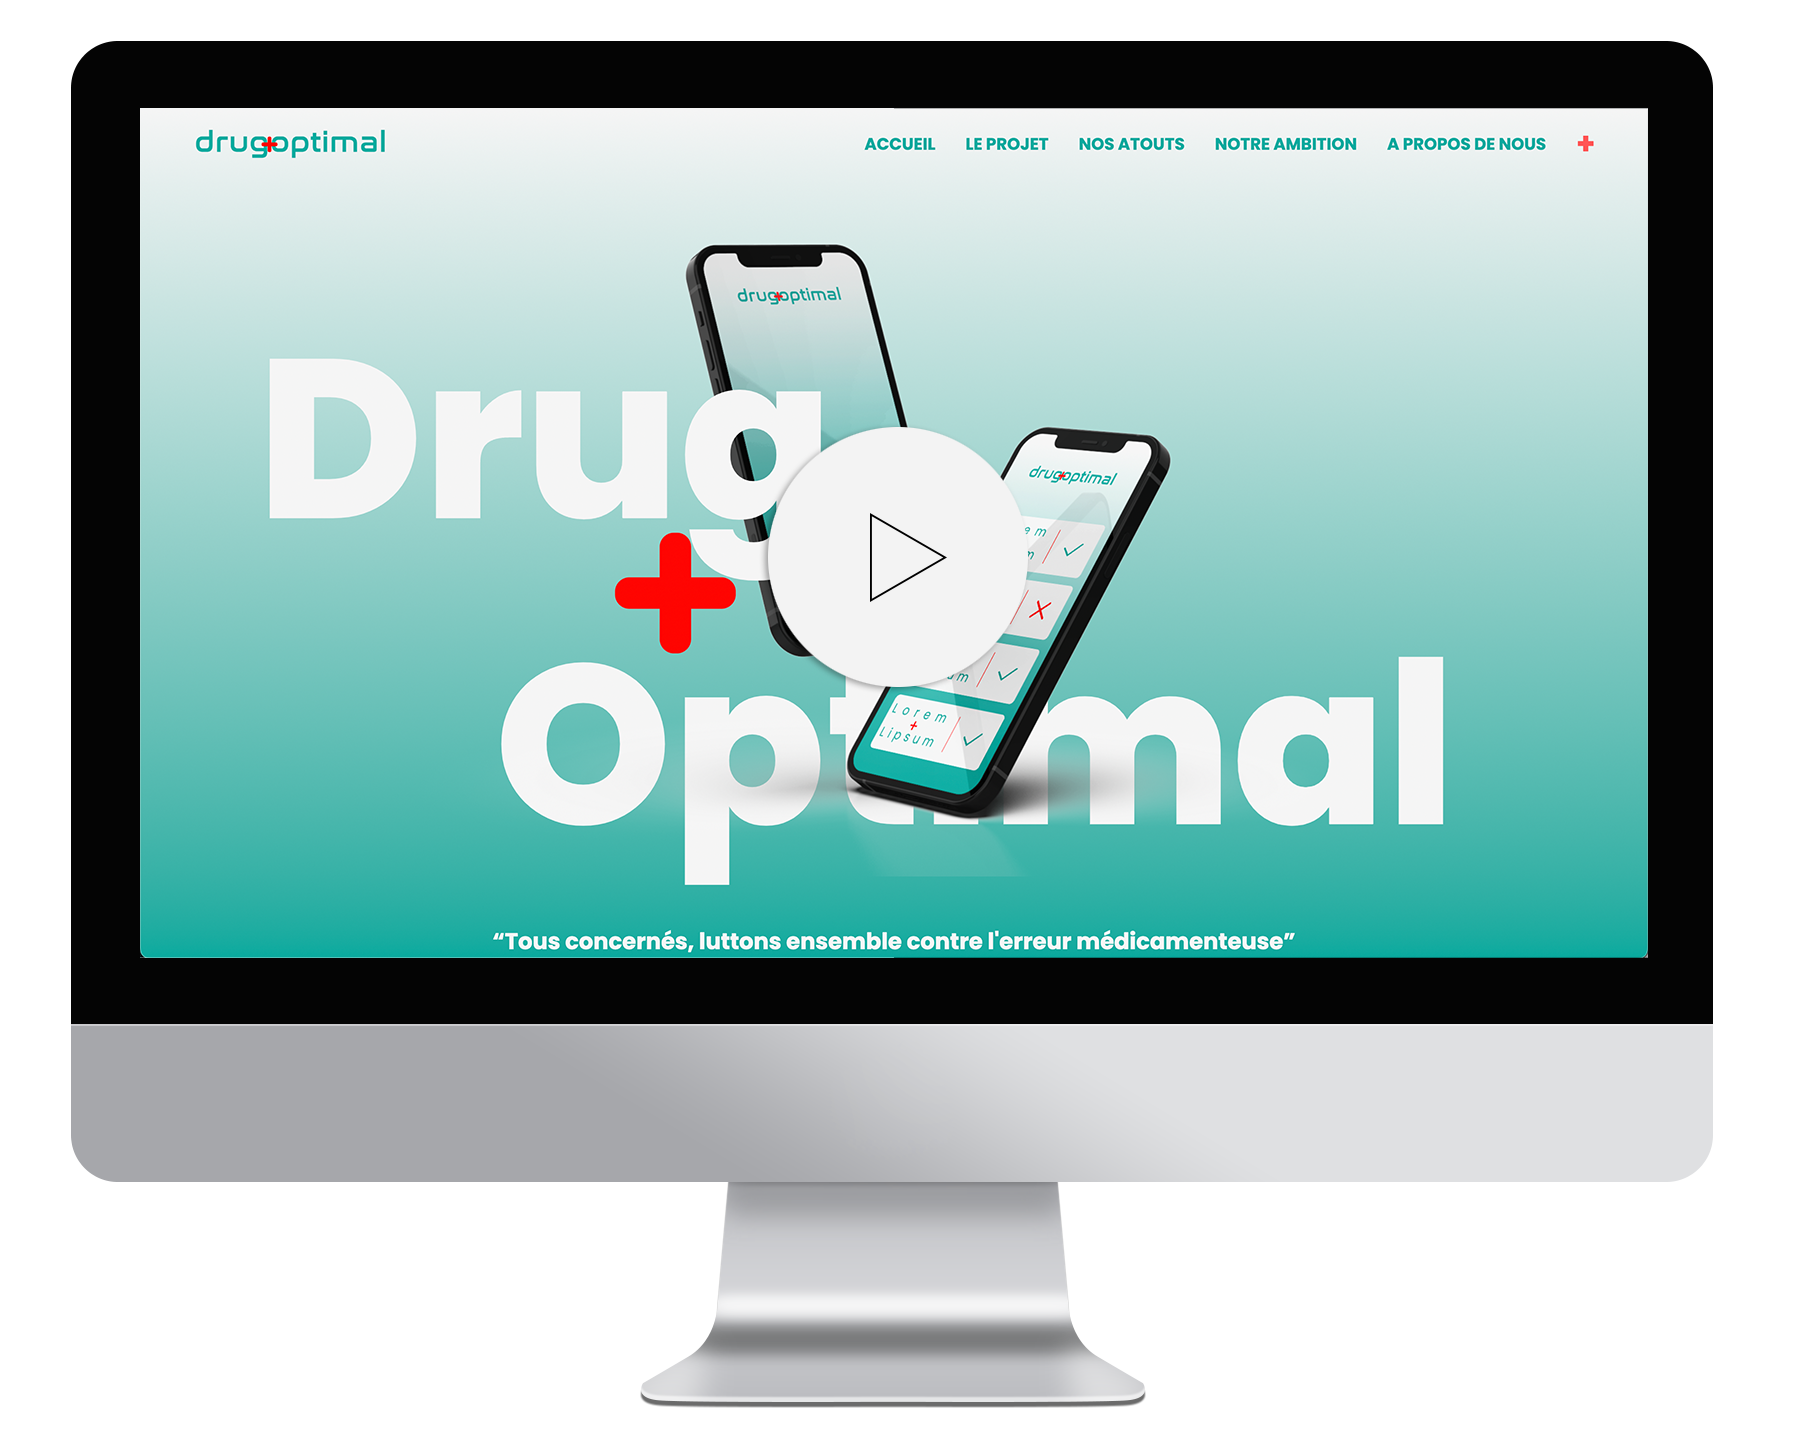 drugoptimal
ACCUEIL LE PROJET NOS ATOUTS NOTRE AMBITION A PROPOS DE NOUS
drugoptimal
Drug
drugoptimal
+
Optimal
Lorem
+
Lipsum
“Tous concernés, luttons ensemble contre l'erreur médicamenteuse”